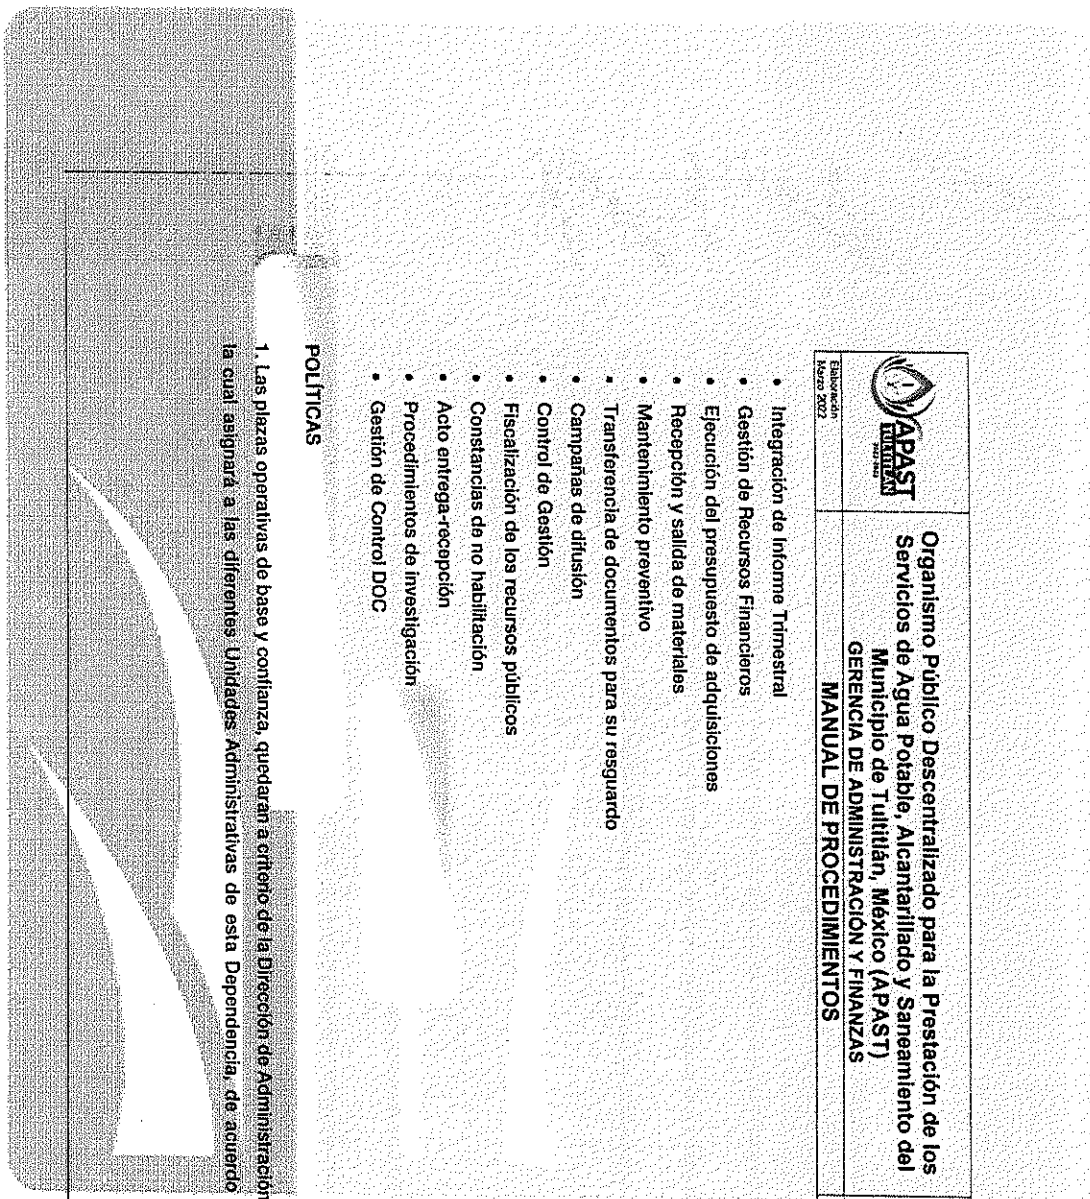 APAST
TULTITLÁN
Elaboración
Marzo 2022
Organismo Público Descentralizado para la Prestación de los
Servicios de Agua Potable, Alcantarillado y Saneamiento del
Municipio de Tultitlán, México (APAST)
GERENCIA DE ADMINISTRACIÓN Y FINANZAS
MANUAL DE PROCEDIMIENTOS
• Integración de Informe Trimestral
• Gestión de Recursos Financieros
• Ejecución del presupuesto de adquisiciones
• Recepción y salida de materiales
• Mantenimiento preventivo
• Transferencia de documentos para su resguardo
• Campañas de difusión
• Control de Gestión
• Fiscalización de los recursos públicos
• Constancias de no habilitación
• Acto entrega-recepción
• Procedimientos de investigación
• Gestión de Control DOC
POLÍTICAS
1. Las plazas operativas de base y confianza, quedarán a criterio de la Dirección de Administración
la cual asignará a las diferentes Unidades Administrativas de esta Dependencia, de acuerdo